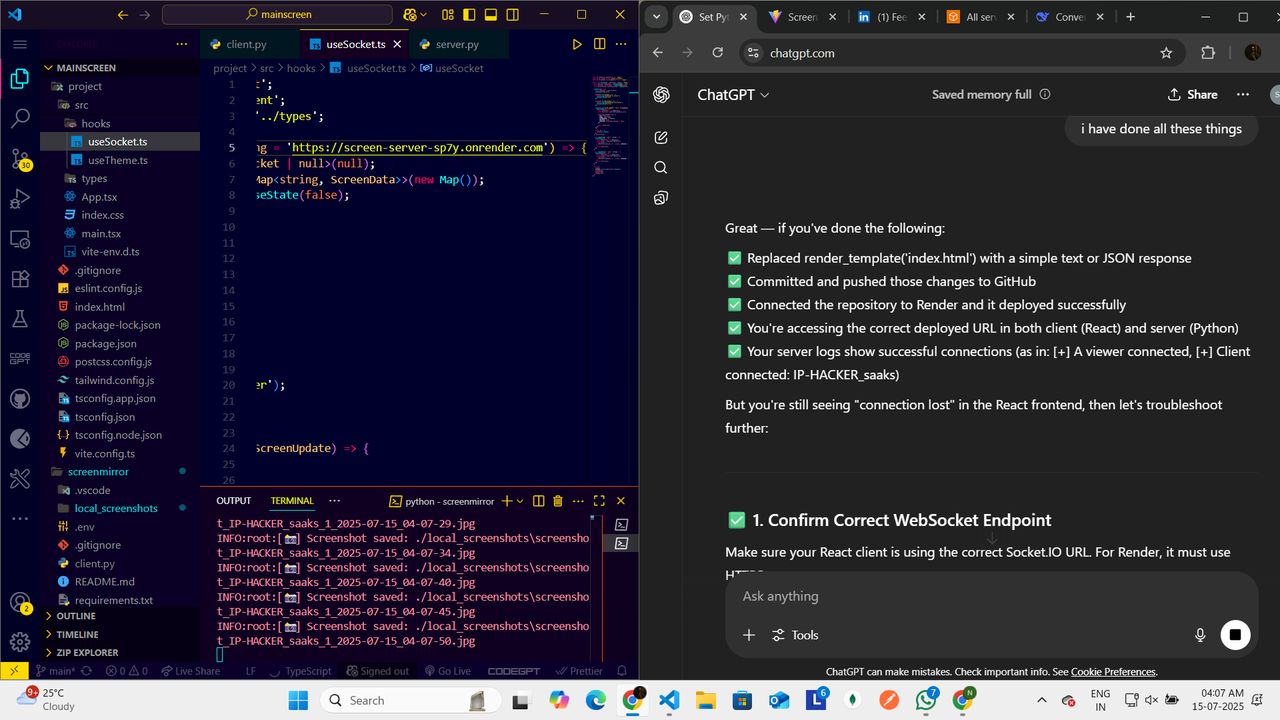 mainscreen
EXPLORER
MAINSCREEN
project
src
hooks
useSocket.ts
useTheme.ts
types
App.tsx
index.css
main.tsx
vite-env.d.ts
.gitignore
eslint.config.js
index.html
package-lock.json
package.json
postcss.config.js
tailwind.config.js
tsconfig.app.json
tsconfig.json
tsconfig.node.json
vite.config.ts
screenmirror
.vscode
local_screenshots
.env
.gitignore
client.py
README.md
requirements.txt
OUTLINE
TIMELINE
ZIP EXPLORER
30
CODE
GPT
2
client.py
useSocket.ts
server.py
project > src > hooks > useSocket.ts > useSocket
1 t';
2 ent';
3 '../types';
4
5 ng = 'https://screen-server-sp7y.onrender.com') => {
6 cket | null>(null);
7 Map<string, ScreenData>>(new Map());
8 seState(false);
9
10
11
12
13
14
15
16
17
18
19
20 er');
21
22
23
24 ScreenUpdate) => {
25
26
OUTPUT TERMINAL ··· python - screenmirror
t_IP-HACKER_saaks_1_2025-07-15_04-07-29.jpg
INFO:root:[📷] Screenshot saved: ./local_screenshots\screensho
t_IP-HACKER_saaks_1_2025-07-15_04-07-34.jpg
INFO:root:[📷] Screenshot saved: ./local_screenshots\screensho
t_IP-HACKER_saaks_1_2025-07-15_04-07-40.jpg
INFO:root:[📷] Screenshot saved: ./local_screenshots\screensho
t_IP-HACKER_saaks_1_2025-07-15_04-07-45.jpg
INFO:root:[📷] Screenshot saved: ./local_screenshots\screensho
t_IP-HACKER_saaks_1_2025-07-15_04-07-50.jpg
main* 0 0 Live Share LF TypeScript Signed out Go Live CODEGPT Prettier
Set Pyt
Screen
(1) Fee
All serv
Conver
chatgpt.com
ChatGPT
Saved memory full
Share
S
i have done all these things
Great — if you've done the following:
✅ Replaced render_template('index.html') with a simple text or JSON response
✅ Committed and pushed those changes to GitHub
✅ Connected the repository to Render and it deployed successfully
✅ You're accessing the correct deployed URL in both client (React) and server (Python)
✅ Your server logs show successful connections (as in: [+] A viewer connected, [+] Client
connected: IP-HACKER_saaks)
But you're still seeing "connection lost" in the React frontend, then let's troubleshoot
further:
✅ 1. Confirm Correct WebSocket Endpoint
Make sure your React client is using the correct Socket.IO URL. For Render, it must use
HTTPS
Ask anything
Tools
ChatGPT can make mistakes. Check important info. See Cookie Preferences.
9+
25°C
Cloudy
Search
6
7
N
ENG
IN
04:07 AM
15-07-2025